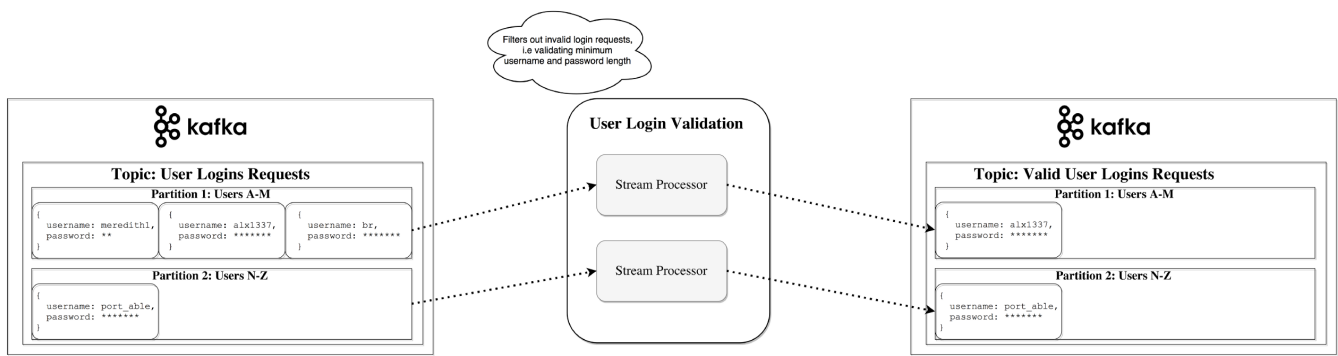 Filters out invalid login requests,
i.e validating minimum
username and password length
kafka
Topic: User Logins Requests
Partition 1: Users A-M
{
username: meredithl,
password: **
}
{
username: alx1337,
password: *******
}
{
username: br,
password: *******
}
Partition 2: Users N-Z
{
username: port_able,
password: *******
}
User Login Validation
Stream Processor
Stream Processor
kafka
Topic: Valid User Logins Requests
Partition 1: Users A-M
{
username: alx1337,
password: *******
}
Partition 2: Users N-Z
{
username: port_able,
password: *******
}